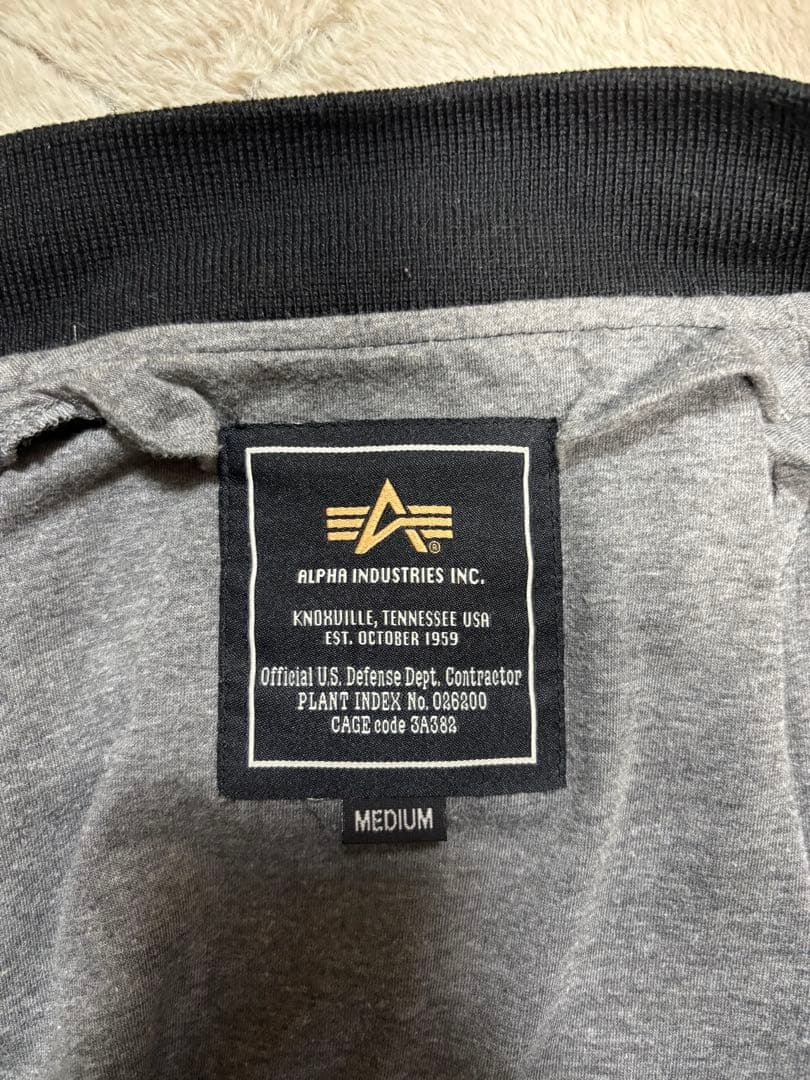 ALPHA INDUSTRIES INC.
KNOXVILLE, TENNESSEE USA
EST. OCTOBER 1959
Official U.S. Defense Dept. Contractor
PLANT INDEX No. 026200
CAGE code 3A382
MEDIUM